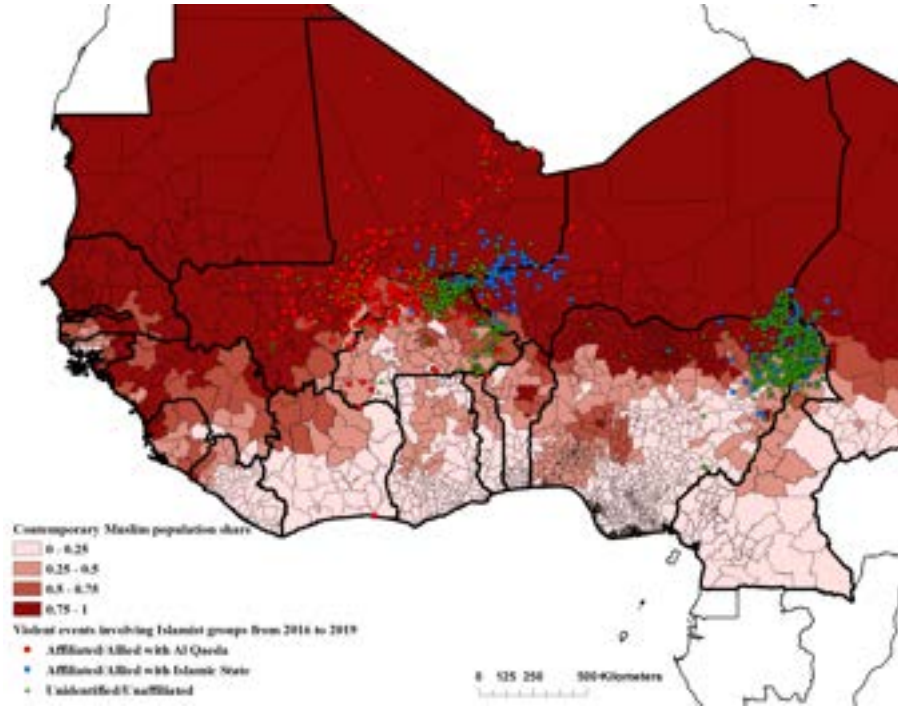 Contemporary Muslim population share
0 - 0.25
0.25 - 0.5
0.5 - 0.75
0.75 - 1
Violent events involving Islamist groups from 2016 to 2019
Affiliated/Allied with Al Qaeda
Affiliated/Allied with Islamic State
Unidentified/Unaffiliated
0 125 250 500 Kilometers